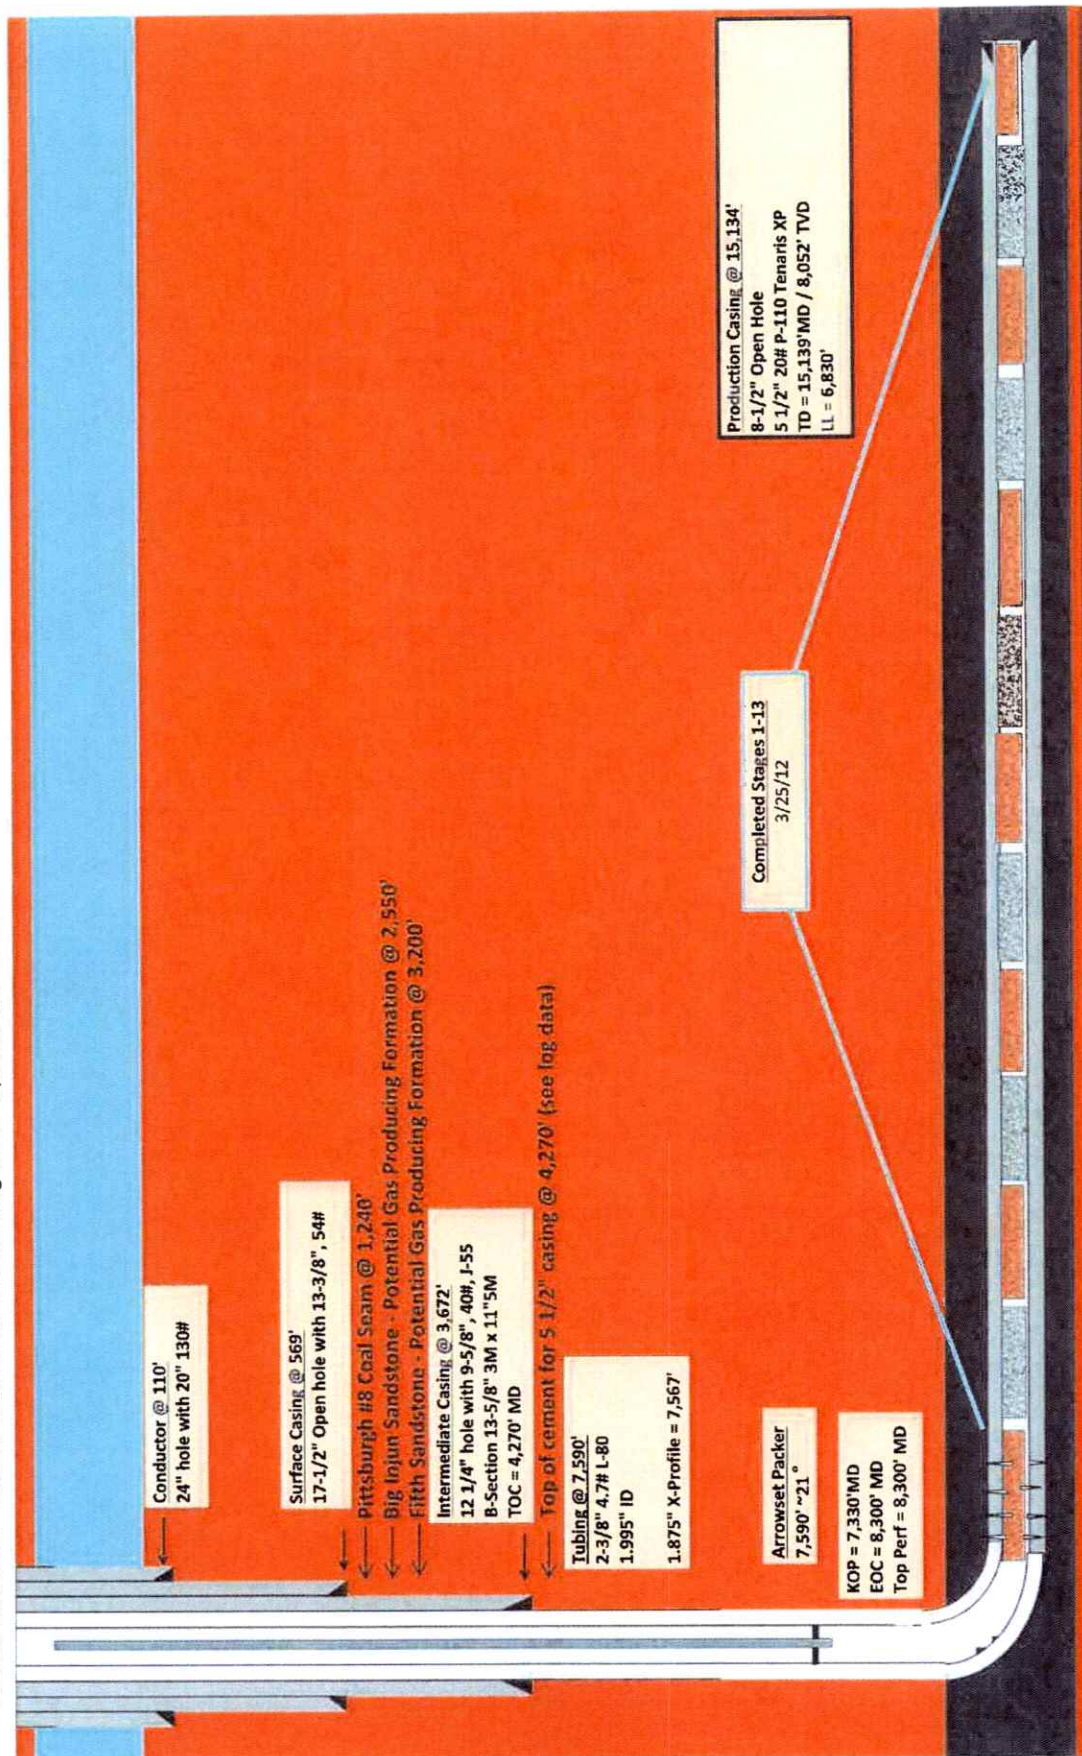 Conductor @ 110'
24" hole with 20" 130#
Surface Casing @ 569'
17-1/2" Open hole with 13-3/8", 54#
Pittsburgh #8 Coal Seam @ 1,240'
Big Injun Sandstone - Potential Gas Producing Formation @ 2,550'
Fifth Sandstone - Potential Gas Producing Formation @ 3,200'
Intermediate Casing @ 3,672'
12 1/4" hole with 9-5/8", 40#, J-55
B-Section 13-5/8" 3M x 11"5M
TOC = 4,270' MD
Top of cement for 5 1/2" casing @ 4,270' (see log data)
Tubing @ 7,590'
2-3/8" 4.7# L-80
1.995" ID
1.875" X-Profile = 7,567'
Arrowset Packer
7,590' ~21°
KOP = 7,330'MD
EOC = 8,300' MD
Top Perf = 8,300' MD
Completed Stages 1-13
3/25/12
Production Casing @ 15,134'
8-1/2" Open Hole
5 1/2" 20# P-110 Tenaris XP
TD = 15,139'MD / 8,052' TVD
LL = 6,830'